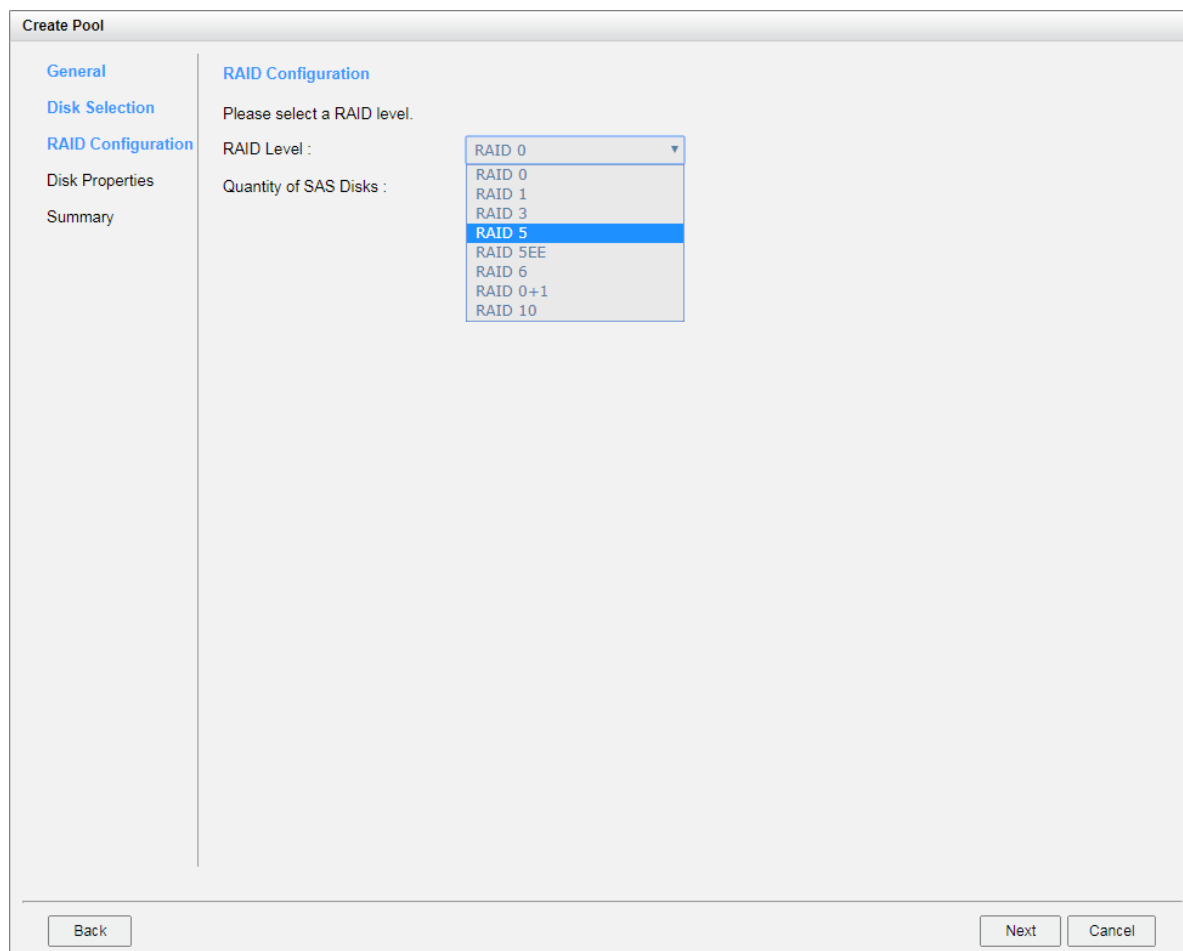 Create Pool
General
Disk Selection
RAID Configuration
Disk Properties
Summary
RAID Configuration
Please select a RAID level.
RAID Level :
RAID 0
Quantity of SAS Disks :
RAID 0
RAID 1
RAID 3
RAID 5
RAID 5EE
RAID 6
RAID 0+1
RAID 10
Back
Next
Cancel